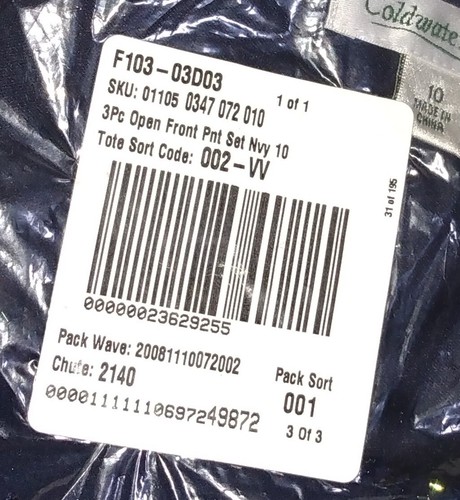 Coldwate
10
MADE IN
CHINA
F103-03D03
1 of 1
SKU: 01105 0347 072 010
3Pc Open Front Pnt Set Nvy 10
Tote Sort Code: 002-VV
31 of 195
00000023629255
Pack Wave: 20081110072002
Chute: 2140
Pack Sort
001
00001111110697249872
3 Of 3